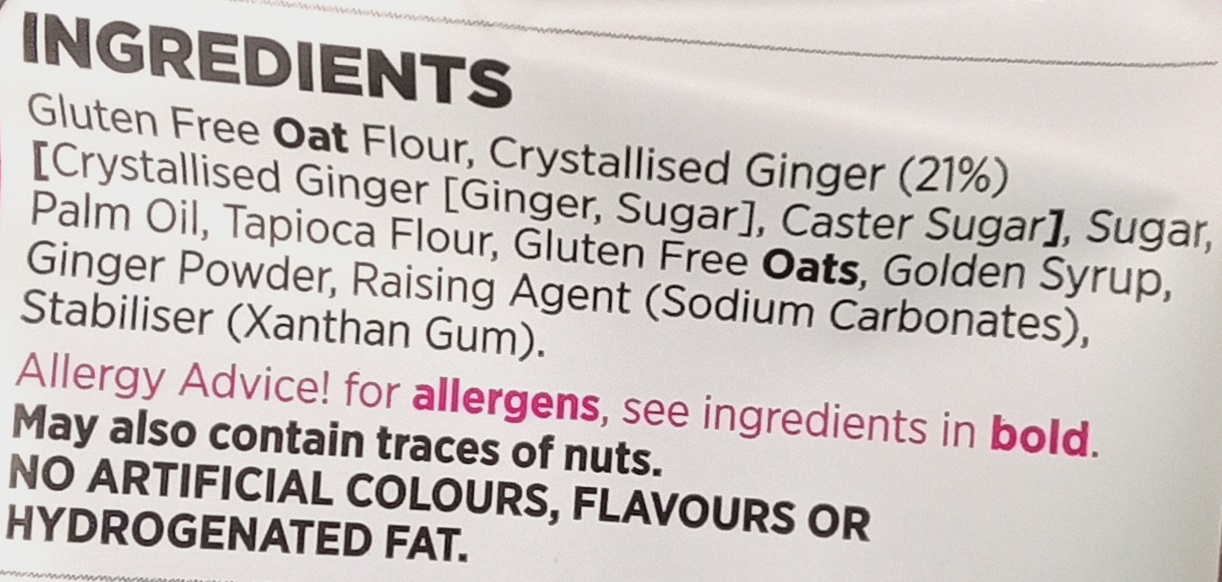 INGREDIENTS
Gluten Free Oat Flour, Crystallised Ginger (21%)
[Crystallised Ginger [Ginger, Sugar], Caster Sugar], Sugar,
Palm Oil, Tapioca Flour, Gluten Free Oats, Golden Syrup,
Ginger Powder, Raising Agent (Sodium Carbonates),
Stabiliser (Xanthan Gum).
Allergy Advice! for allergens, see ingredients in bold.
May also contain traces of nuts.
NO ARTIFICIAL COLOURS, FLAVOURS OR
HYDROGENATED FAT.